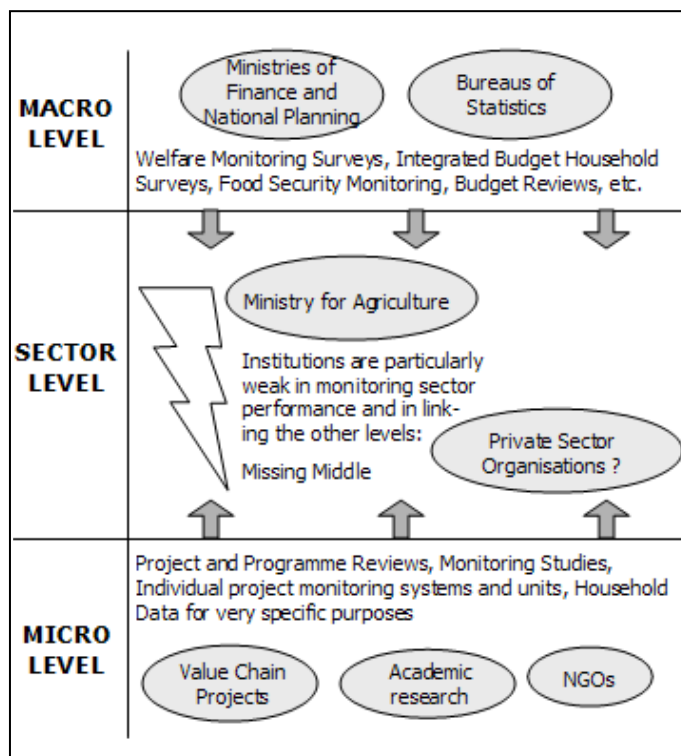 MACRO
LEVEL
Ministries of
Finance and
National Planning
Bureaus of
Statistics
Welfare Monitoring Surveys, Integrated Budget Household
Surveys, Food Security Monitoring, Budget Reviews, etc.
SECTOR
LEVEL
Ministry for Agriculture
Institutions are particularly
weak in monitoring sector
performance and in link-
ing the other levels:
Missing Middle
Private Sector
Organisations ?
MICRO
LEVEL
Project and Programme Reviews, Monitoring Studies,
Individual project monitoring systems and units, Household
Data for very specific purposes
Value Chain
Projects
Academic
research
NGOs